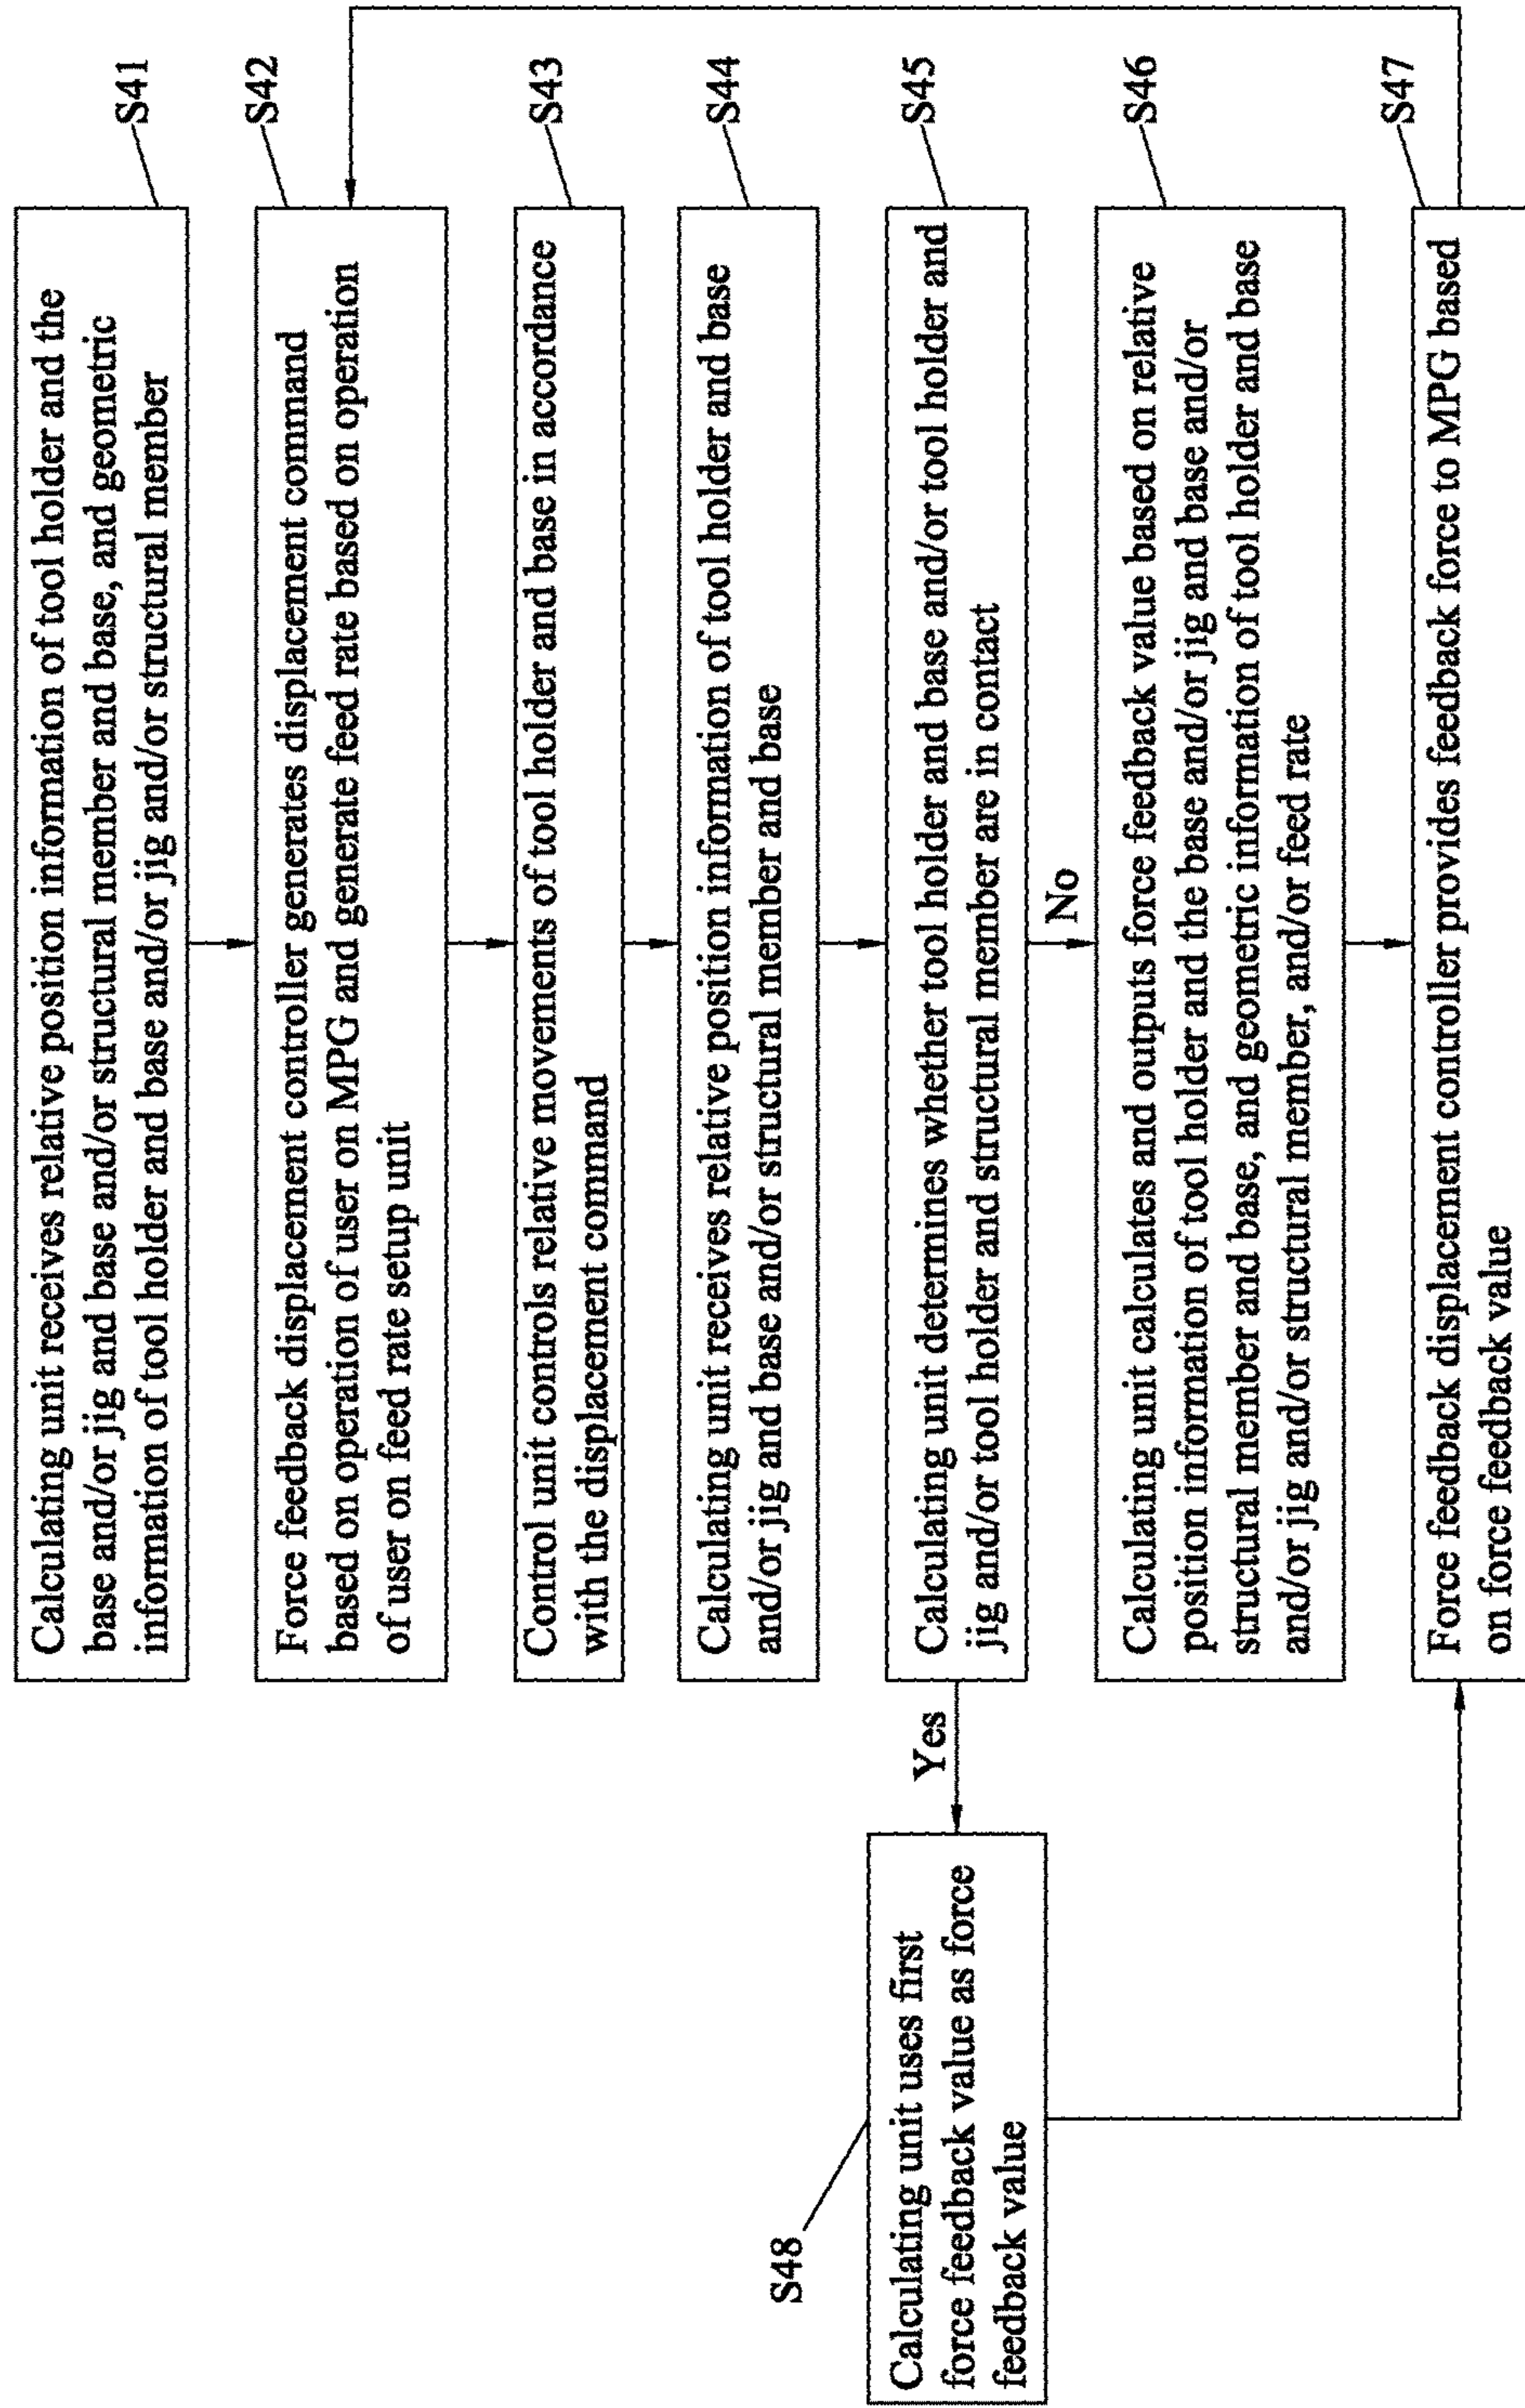 Calculating unit receives relative position information of tool holder and the
base and/or jig and base and/or structural member and base, and geometric
information of tool holder and base and/or jig and/or structural member
S41
Force feedback displacement controller generates displacement command
based on operation of user on MPG and generate feed rate based on operation
of user on feed rate setup unit
S42
Control unit controls relative movements of tool holder and base in accordance
with the displacement command
S43
Calculating unit receives relative position information of tool holder and base
and/or jig and base and/or structural member and base
S44
Calculating unit determines whether tool holder and base and/or tool holder and
jig and/or tool holder and structural member are in contact
S45
Yes
No
S48
Calculating unit uses first
force feedback value as force
feedback value
Calculating unit calculates and outputs force feedback value based on relative
position information of tool holder and the base and/or jig and base and/or
structural member and base, and geometric information of tool holder and base
and/or jig and/or structural member, and/or feed rate
S46
Force feedback displacement controller provides feedback force to MPG based
on force feedback value
S47